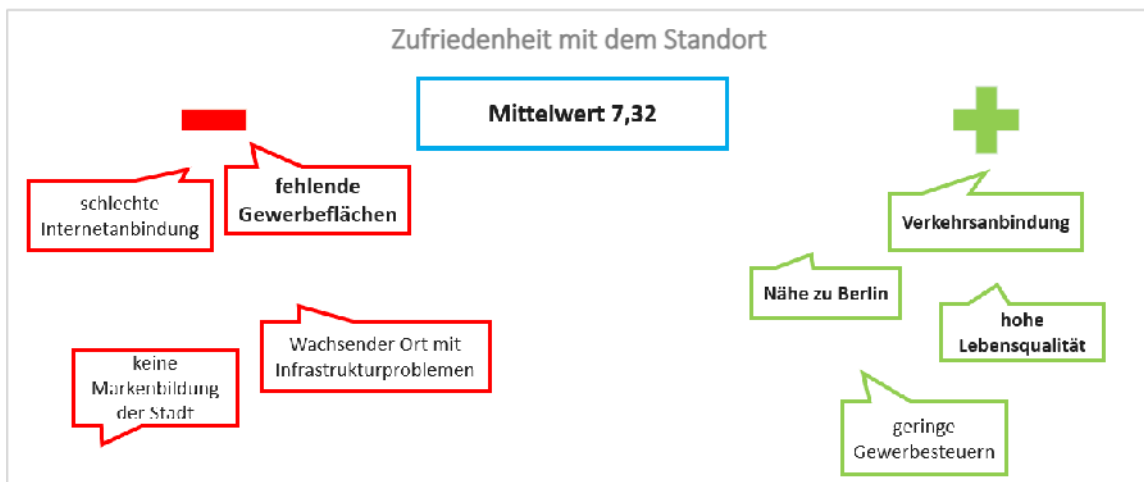 Zufriedenheit mit dem Standort
Mittelwert 7,32
schlechte
Internetanbindung
fehlende
Gewerbeflächen
Wachsender Ort mit
Infrastrukturproblemen
keine
Markenbildung
der Stadt
Verkehrsanbindung
Nähe zu Berlin
hohe
Lebensqualität
geringe
Gewerbesteuern